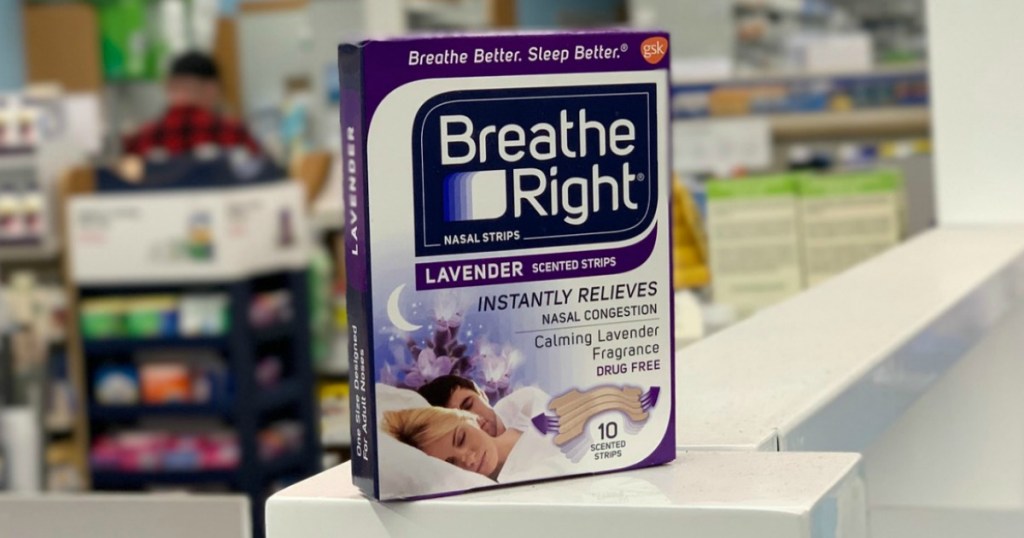 Breathe Better. Sleep Better.®
gsk
Breathe
Right®
NASAL STRIPS
LAVENDER SCENTED STRIPS
INSTANTLY RELIEVES
NASAL CONGESTION
Calming Lavender
Fragrance
DRUG FREE
10
SCENTED
STRIPS
LAVENDER
One Size Designed
For Adult Noses